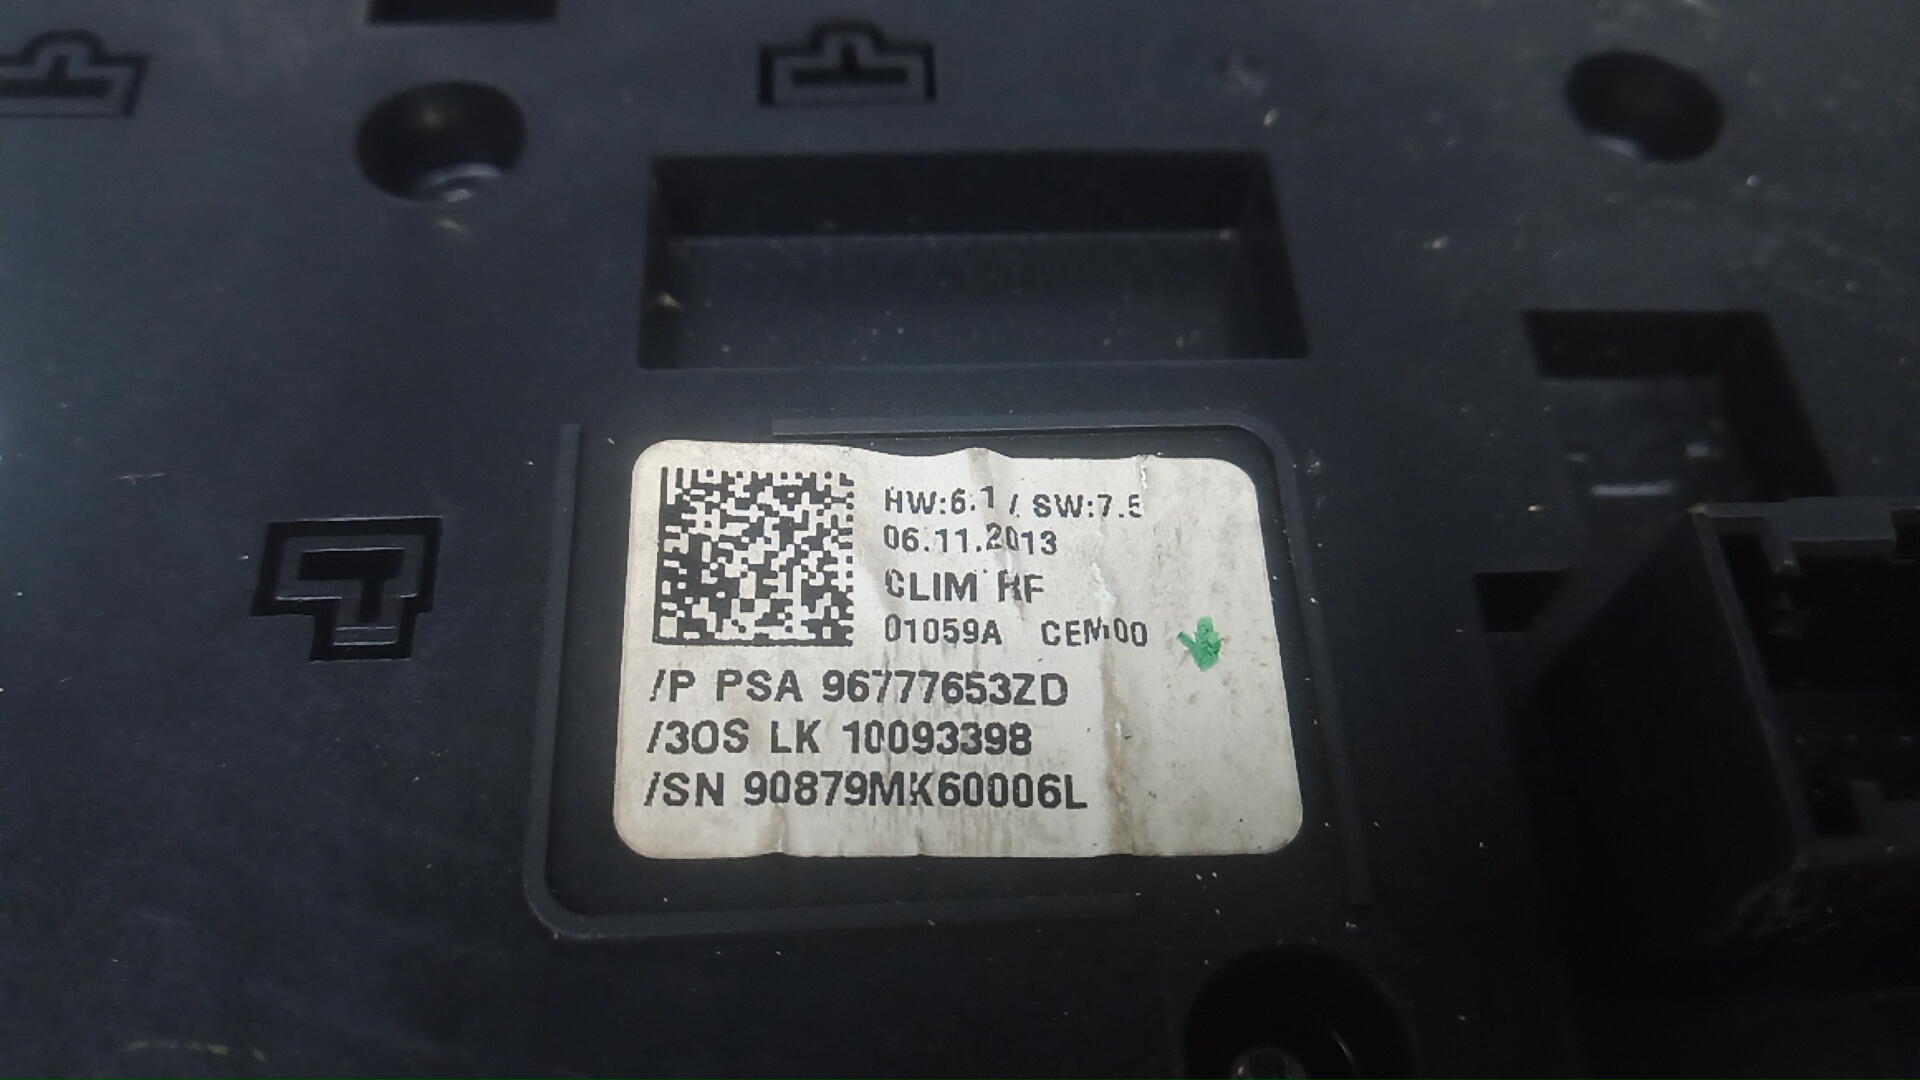 HW:6.1 / SW:7.5
06.11.2013
CLIM RF
01059A CEM00
/P PSA 96777653ZD
/3OS LK 10093398
/SN 90879MK60006L